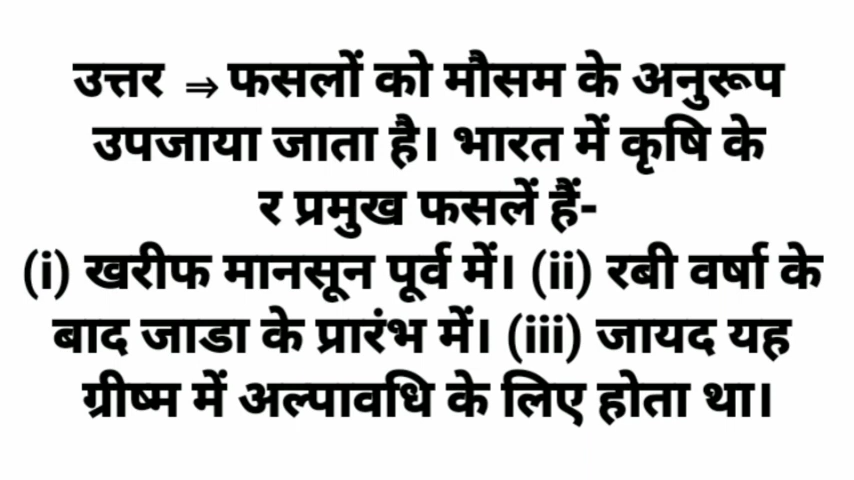 उत्तर ⇒ फसलों को मौसम के अनुरूप
उपजाया जाता है। भारत में कृषि के
र प्रमुख फसलें हैं-
(i) खरीफ मानसून पूर्व में। (ii) रबी वर्षा के
बाद जाडा के प्रारंभ में। (iii) जायद यह
ग्रीष्म में अल्पावधि के लिए होता था।